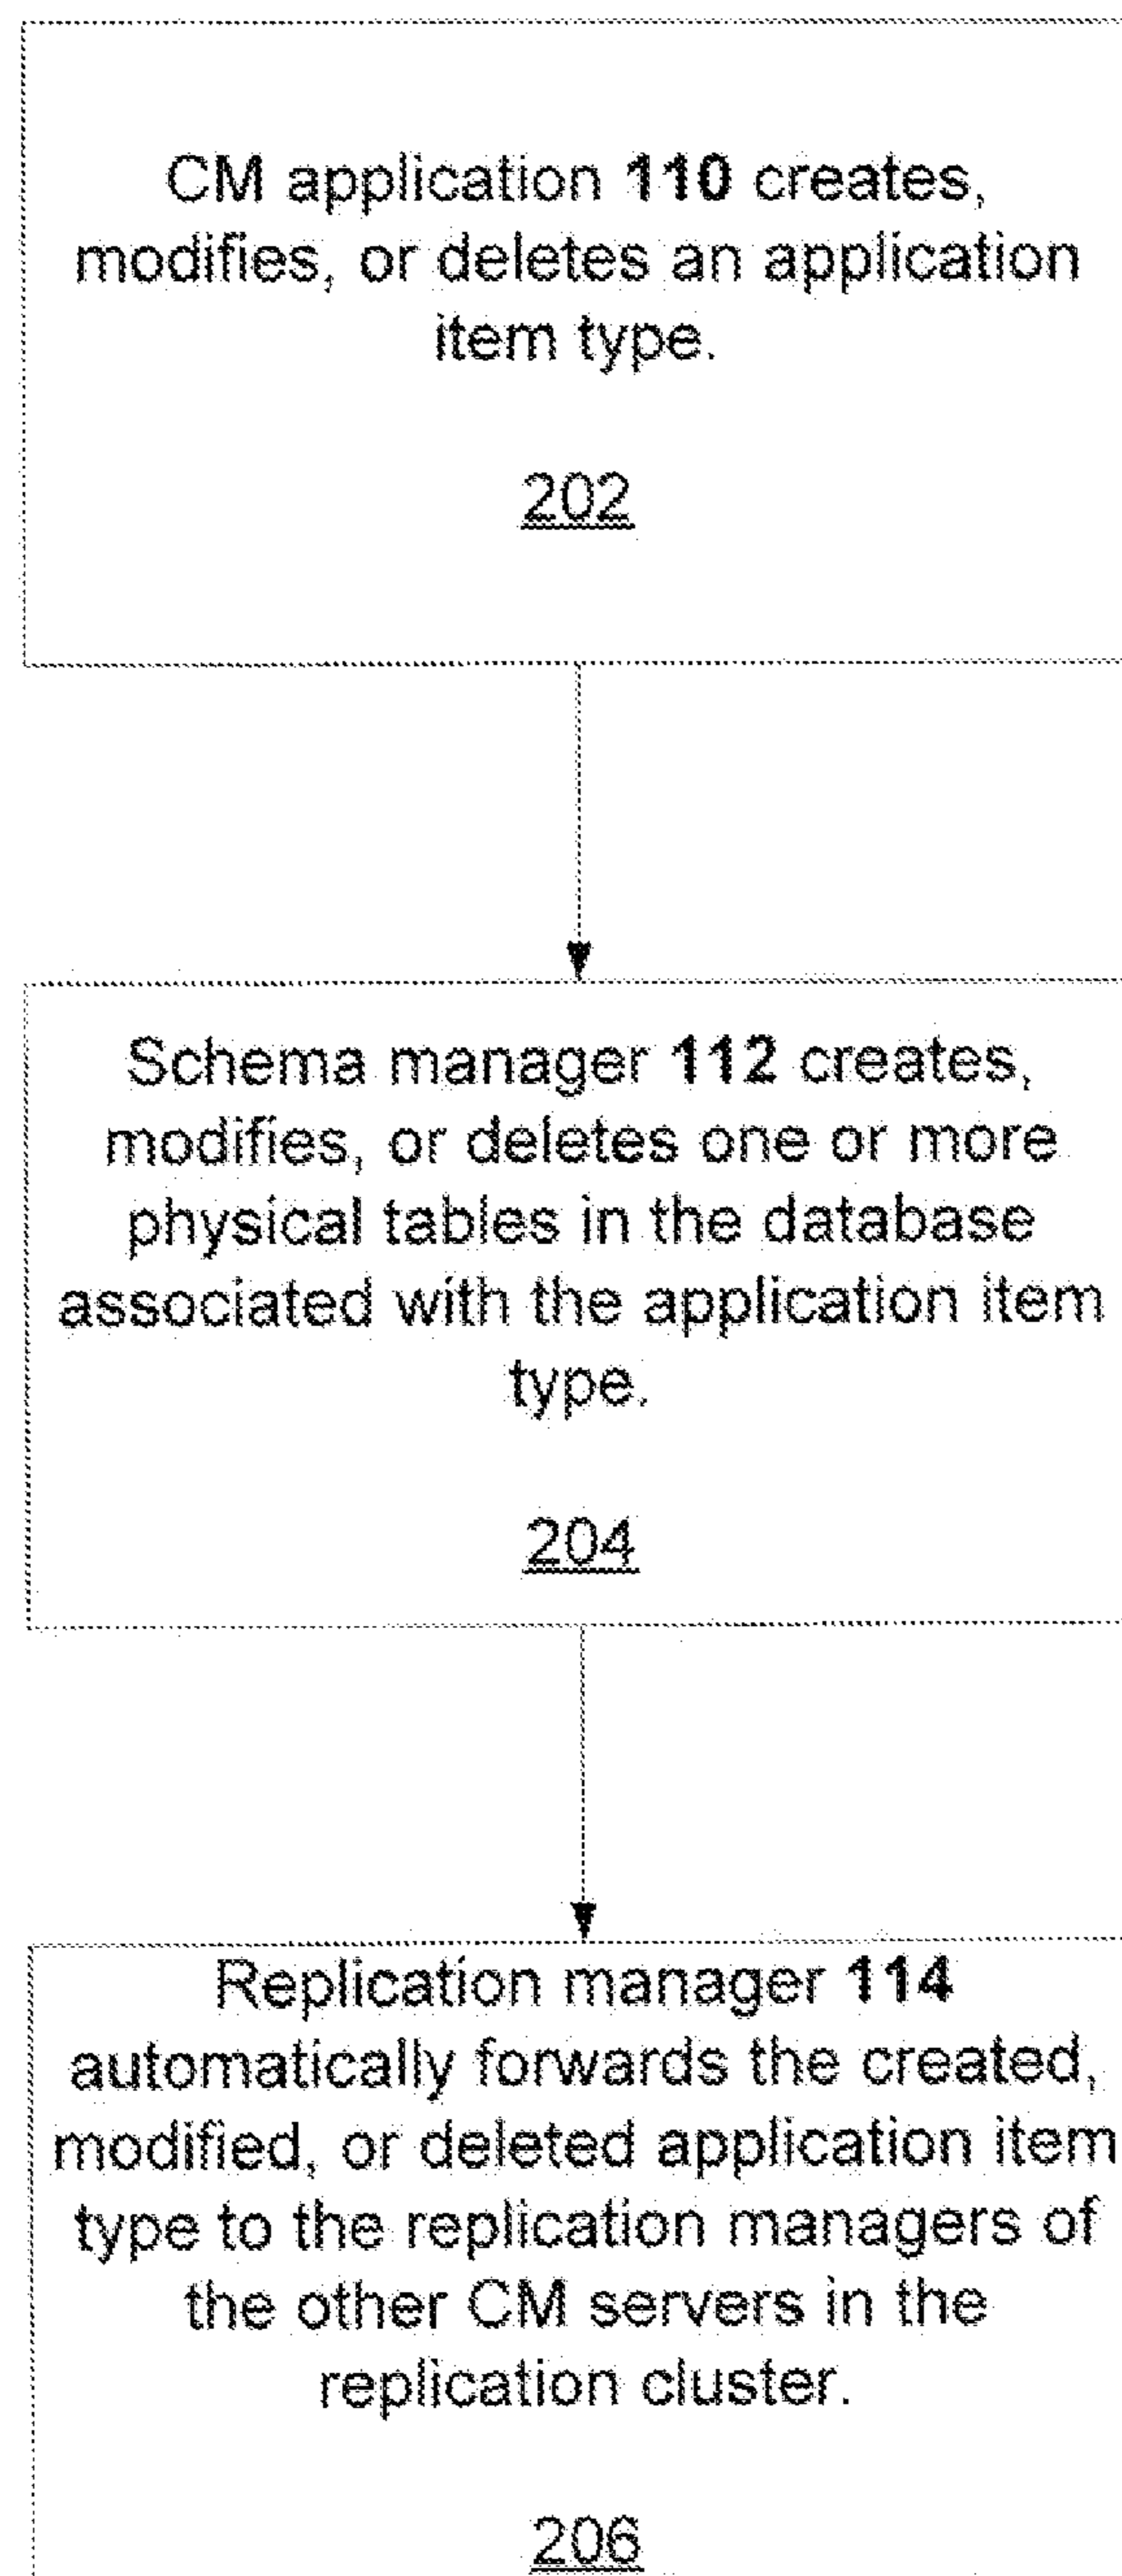 CM application 110 creates,
modifies, or deletes an application
item type.
202
Schema manager 112 creates,
modifies, or deletes one or more
physical tables in the database
associated with the application item
type.
204
Replication manager 114
automatically forwards the created,
modified, or deleted application item
type to the replication managers of
the other CM servers in the
replication cluster.
206